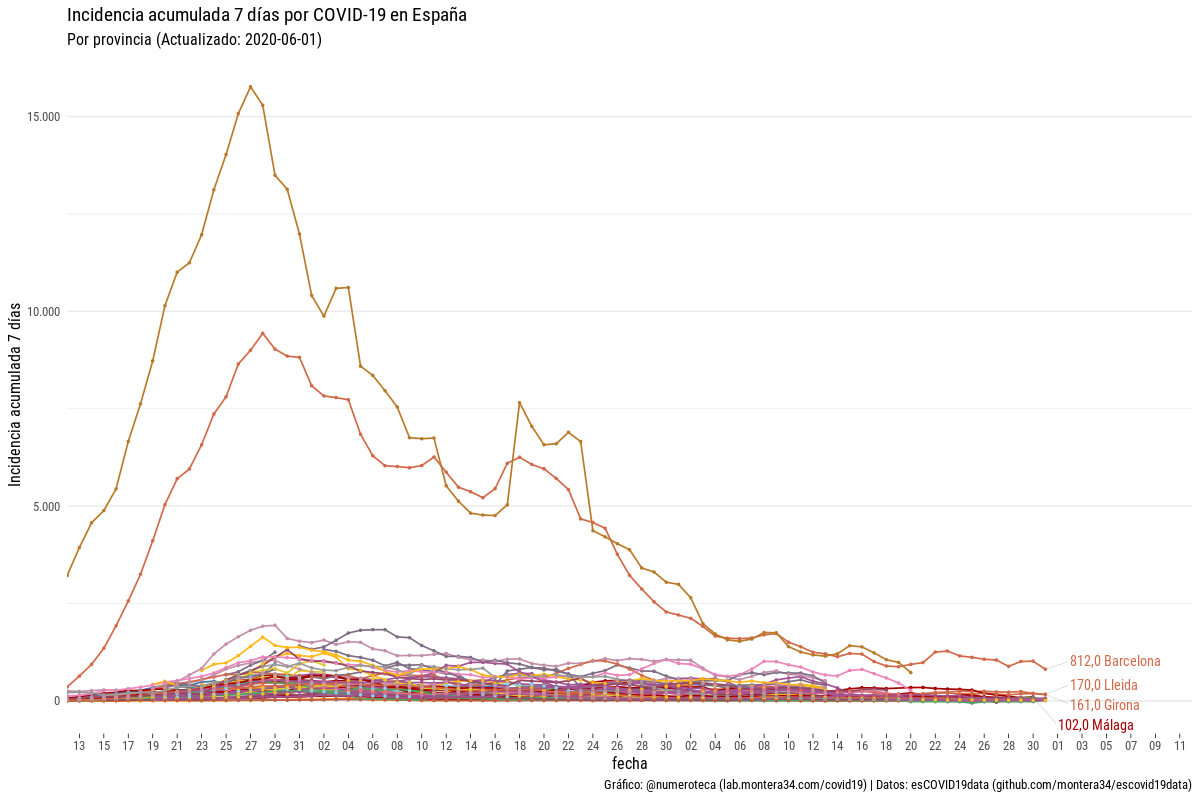 Incidencia acumulada 7 días por COVID-19 en España
Por provincia (Actualizado: 2020-06-01)
Incidencia acumulada 7 días
15.000
10.000
5.000
0
812,0 Barcelona
170,0 Lleida
161,0 Girona
102,0 Málaga
13 15 17 19 21 23 25 27 29 31 02 04 06 08 10 12 14 16 18 20 22 24 26 28 30 02 04 06 08 10 12 14 16 18 20 22 24 26 28 30 01 03 05 07 09 11
fecha
Gráfico: @numeroteca (lab.montera34.com/covid19) | Datos: esCOVID19data (github.com/montera34/escovid19data)